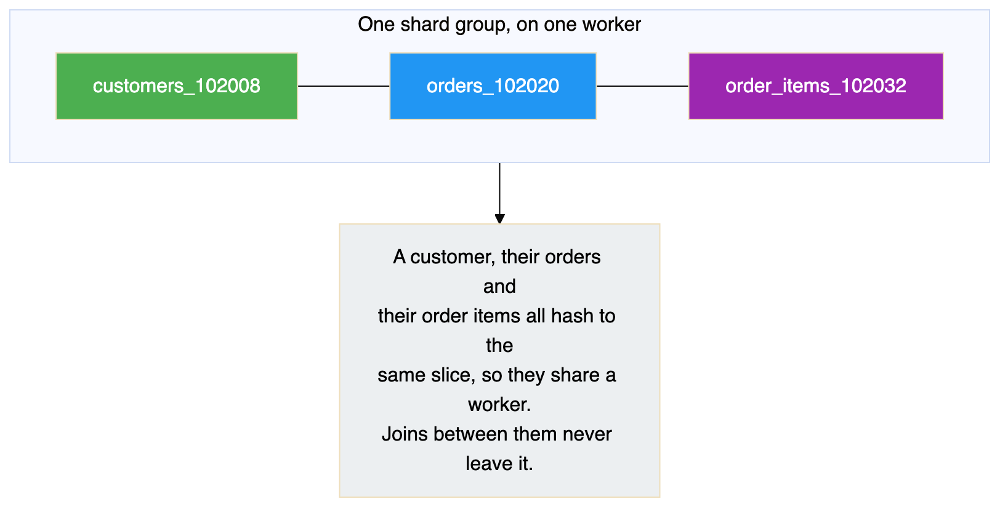 One shard group, on one worker
customers_102008
orders_102020
order_items_102032
A customer, their orders
and
their order items all hash to
the
same slice, so they share a
worker.
Joins between them never
leave it.